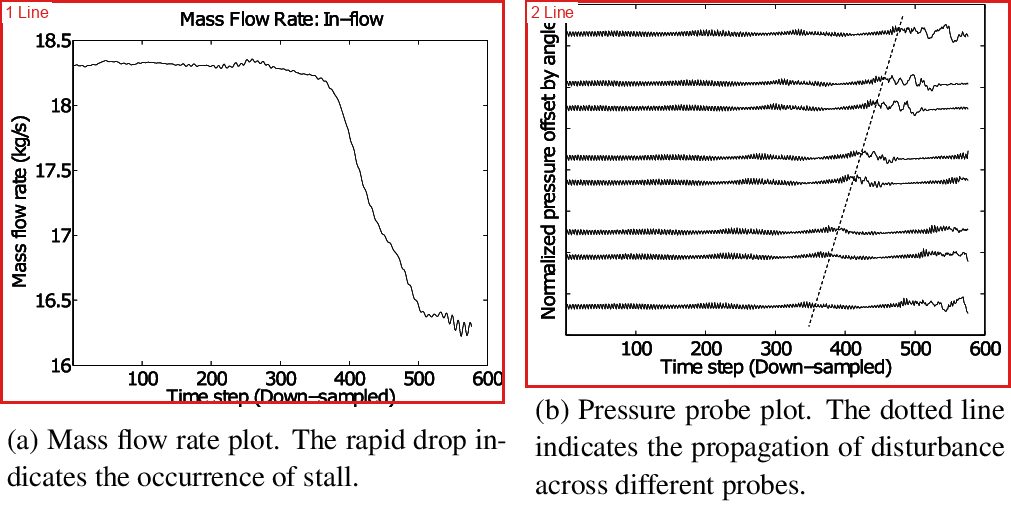 1 Line
Mass Flow Rate: In-flow
18.5
18
17.5
17
16.5
16
Mass flow rate (kg/s)
100 200 300 400 500 600
Time step (Down-sampled)
(a) Mass flow rate plot. The rapid drop in-
dicates the occurrence of stall.
2 Line
Normalized pressure offset by angle
100 200 300 400 500 600
Time step (Down-sampled)
(b) Pressure probe plot. The dotted line
indicates the propagation of disturbance
across different probes.